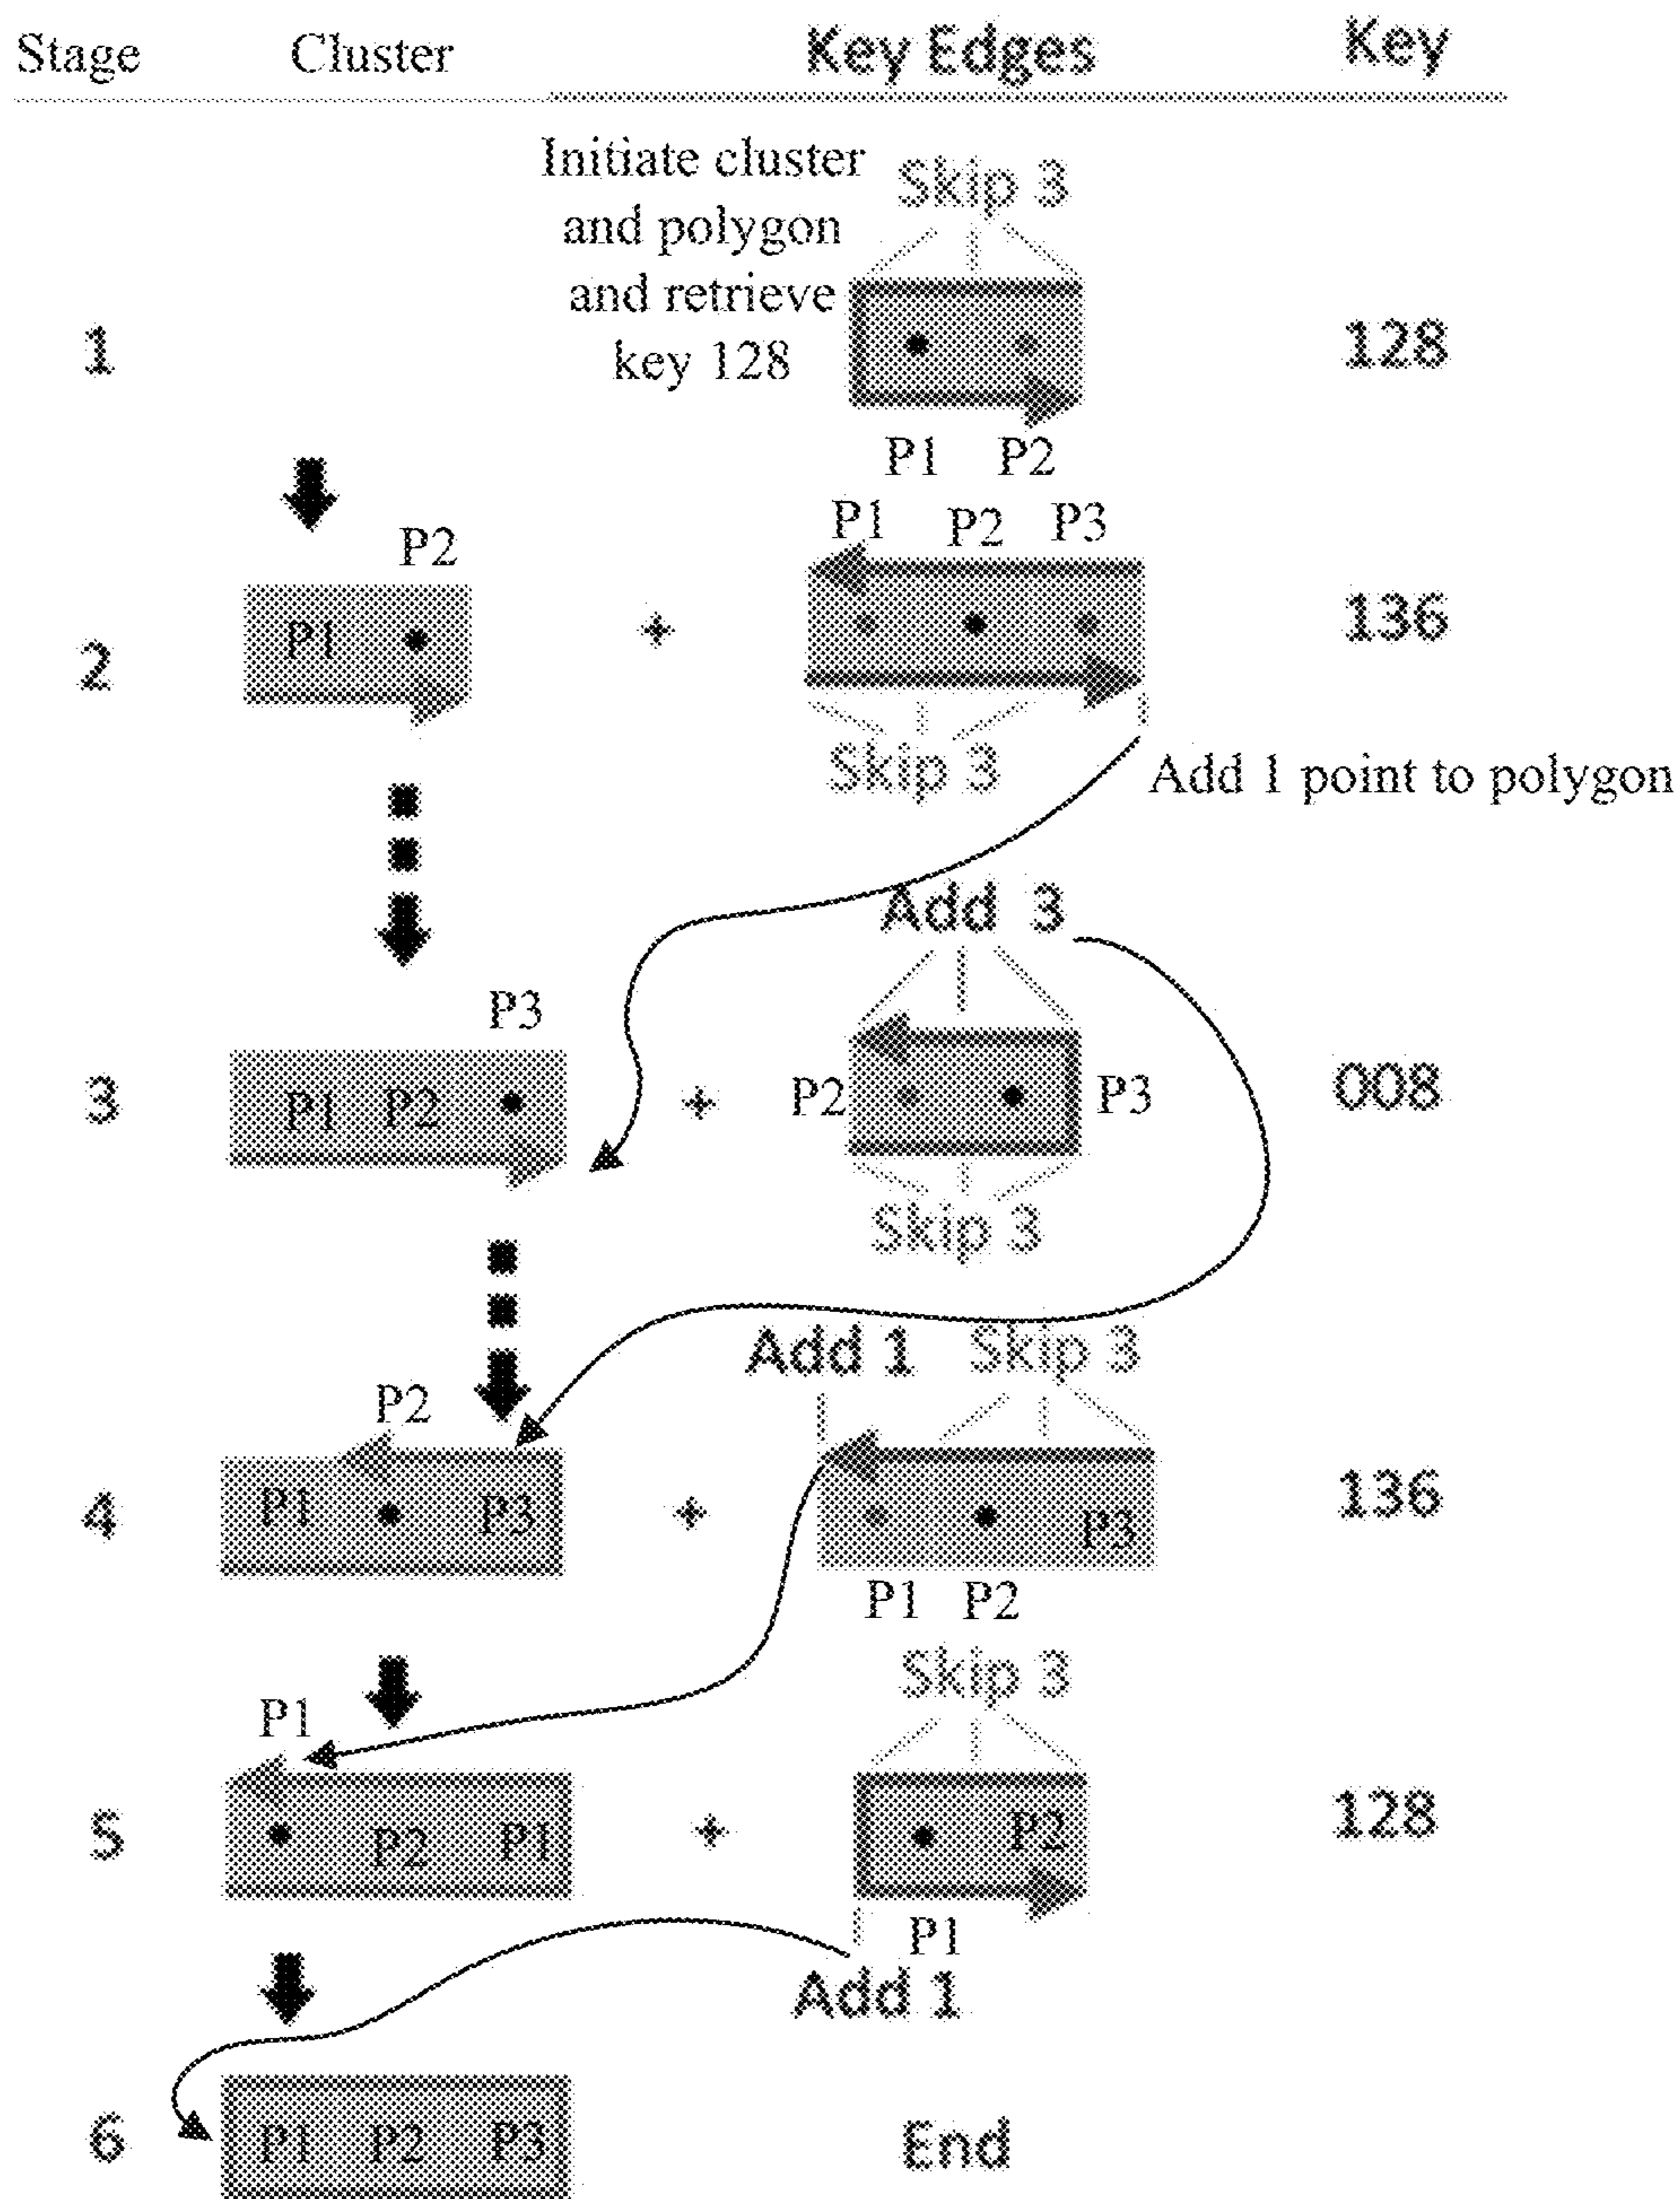 Stage Cluster Key Edges Key
Initiate cluster
and polygon
and retrieve
key 128
Skip 3
1
128
P1 P2
P1 P2 P3
P2
2
P1
+
136
Skip 3
Add 1 point to polygon
Add 3
P3
3
P1 P2
+
P2
P3
008
Skip 3
Add 1 Skip 3
P2
4
P1 P3
+
P3
136
P1 P2
Skip 3
P1
5
P2 P1
+
P2
128
P1
Add 1
6
P1 P2 P3
End